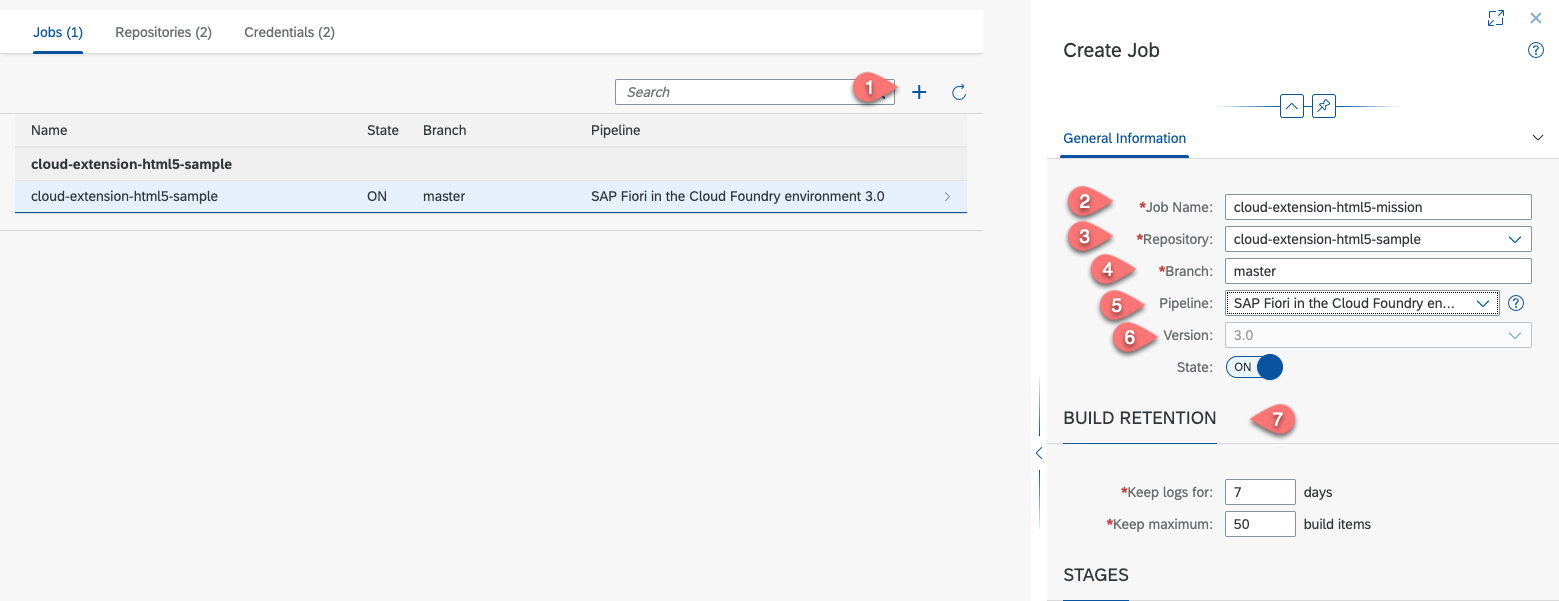 Jobs (1) Repositories (2) Credentials (2)
Search 1
Name State Branch Pipeline
cloud-extension-html5-sample
cloud-extension-html5-sample ON master SAP Fiori in the Cloud Foundry environment 3.0
Create Job
General Information
2 *Job Name: cloud-extension-html5-mission
3 *Repository: cloud-extension-html5-sample
4 *Branch: master
5 Pipeline: SAP Fiori in the Cloud Foundry en... ?
6 Version: 3.0
State: ON
BUILD RETENTION 7
*Keep logs for: 7 days
*Keep maximum: 50 build items
STAGES